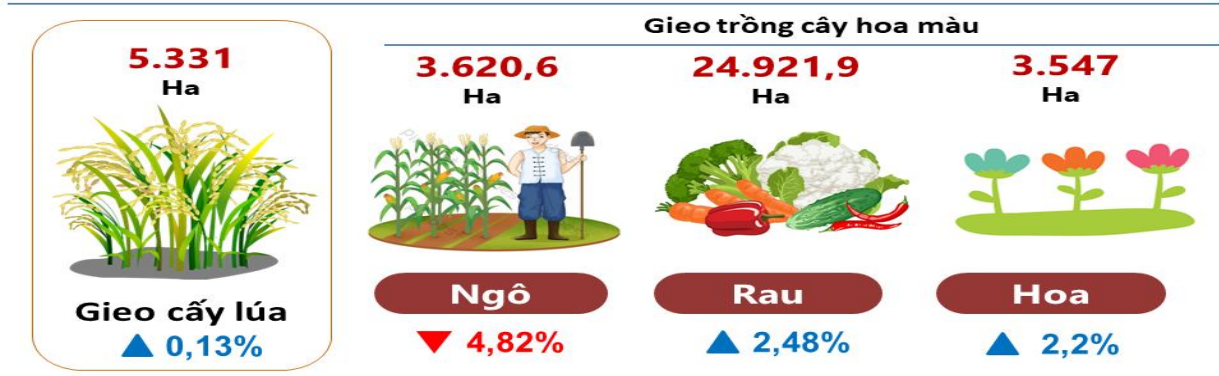 Gieo trồng cây hoa màu
5.331
Ha
Gieo cấy lúa
▲ 0,13%
3.620,6
Ha
Ngô
▼ 4,82%
24.921,9
Ha
Rau
▲ 2,48%
3.547
Ha
Hoa
▲ 2,2%